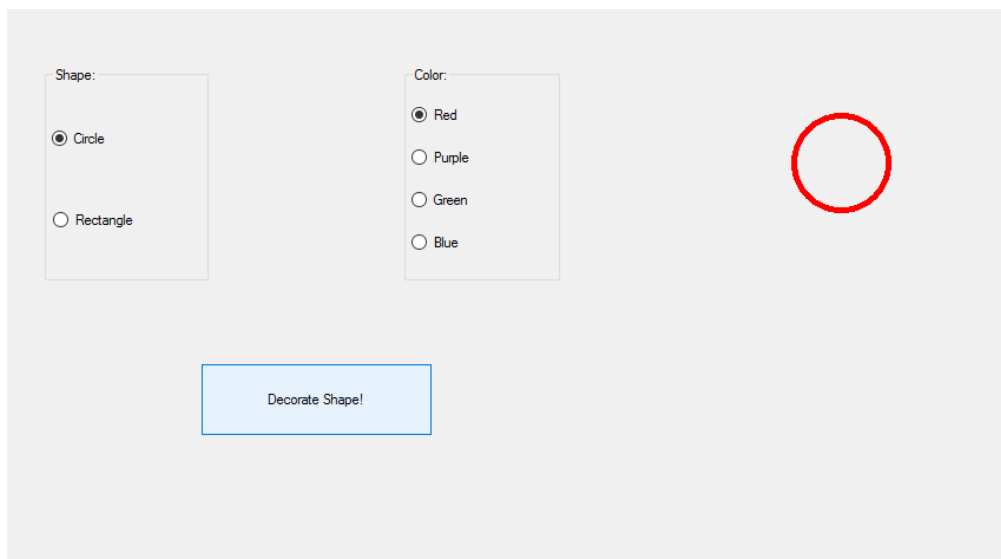 Shape:
Circle
Rectangle
Color:
Red
Purple
Green
Blue
Decorate Shape!